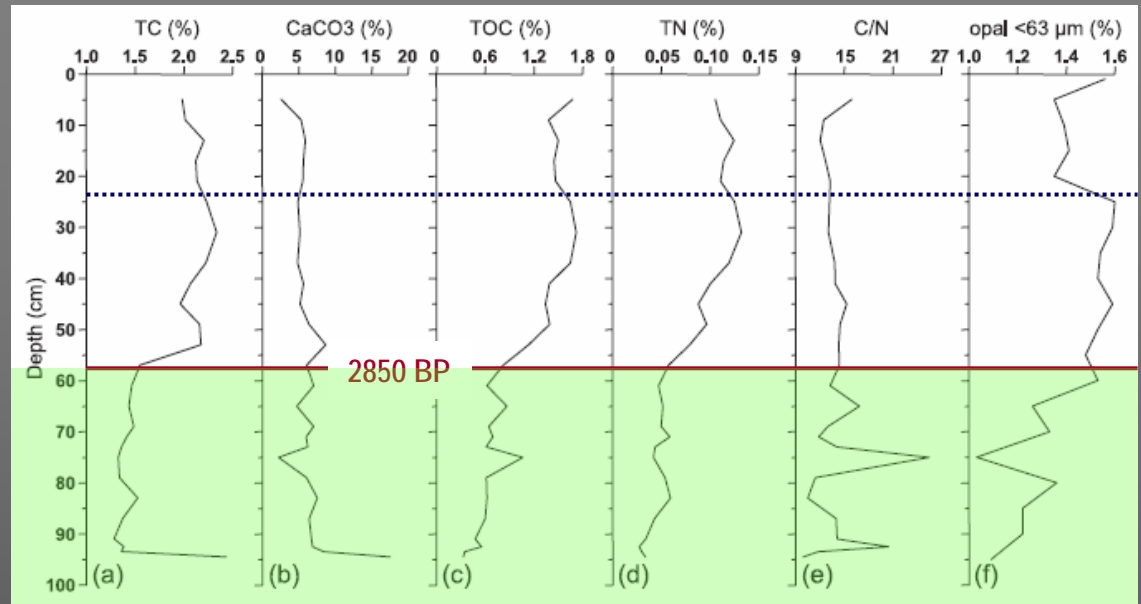 TC (%) CaCO3 (%) TOC (%) TN (%) C/N opal <63 µm (%)
1.0 1.5 2.0 2.5 0 5 10 15 20 0 0.6 1.2 1.8 0 0.05 0.10 0.15 9 15 21 27 1.0 1.2 1.4 1.6
0
10
20
30
40
50
60
70
80
90
100
Depth (cm)
2850 BP
(a) (b) (c) (d) (e) (f)